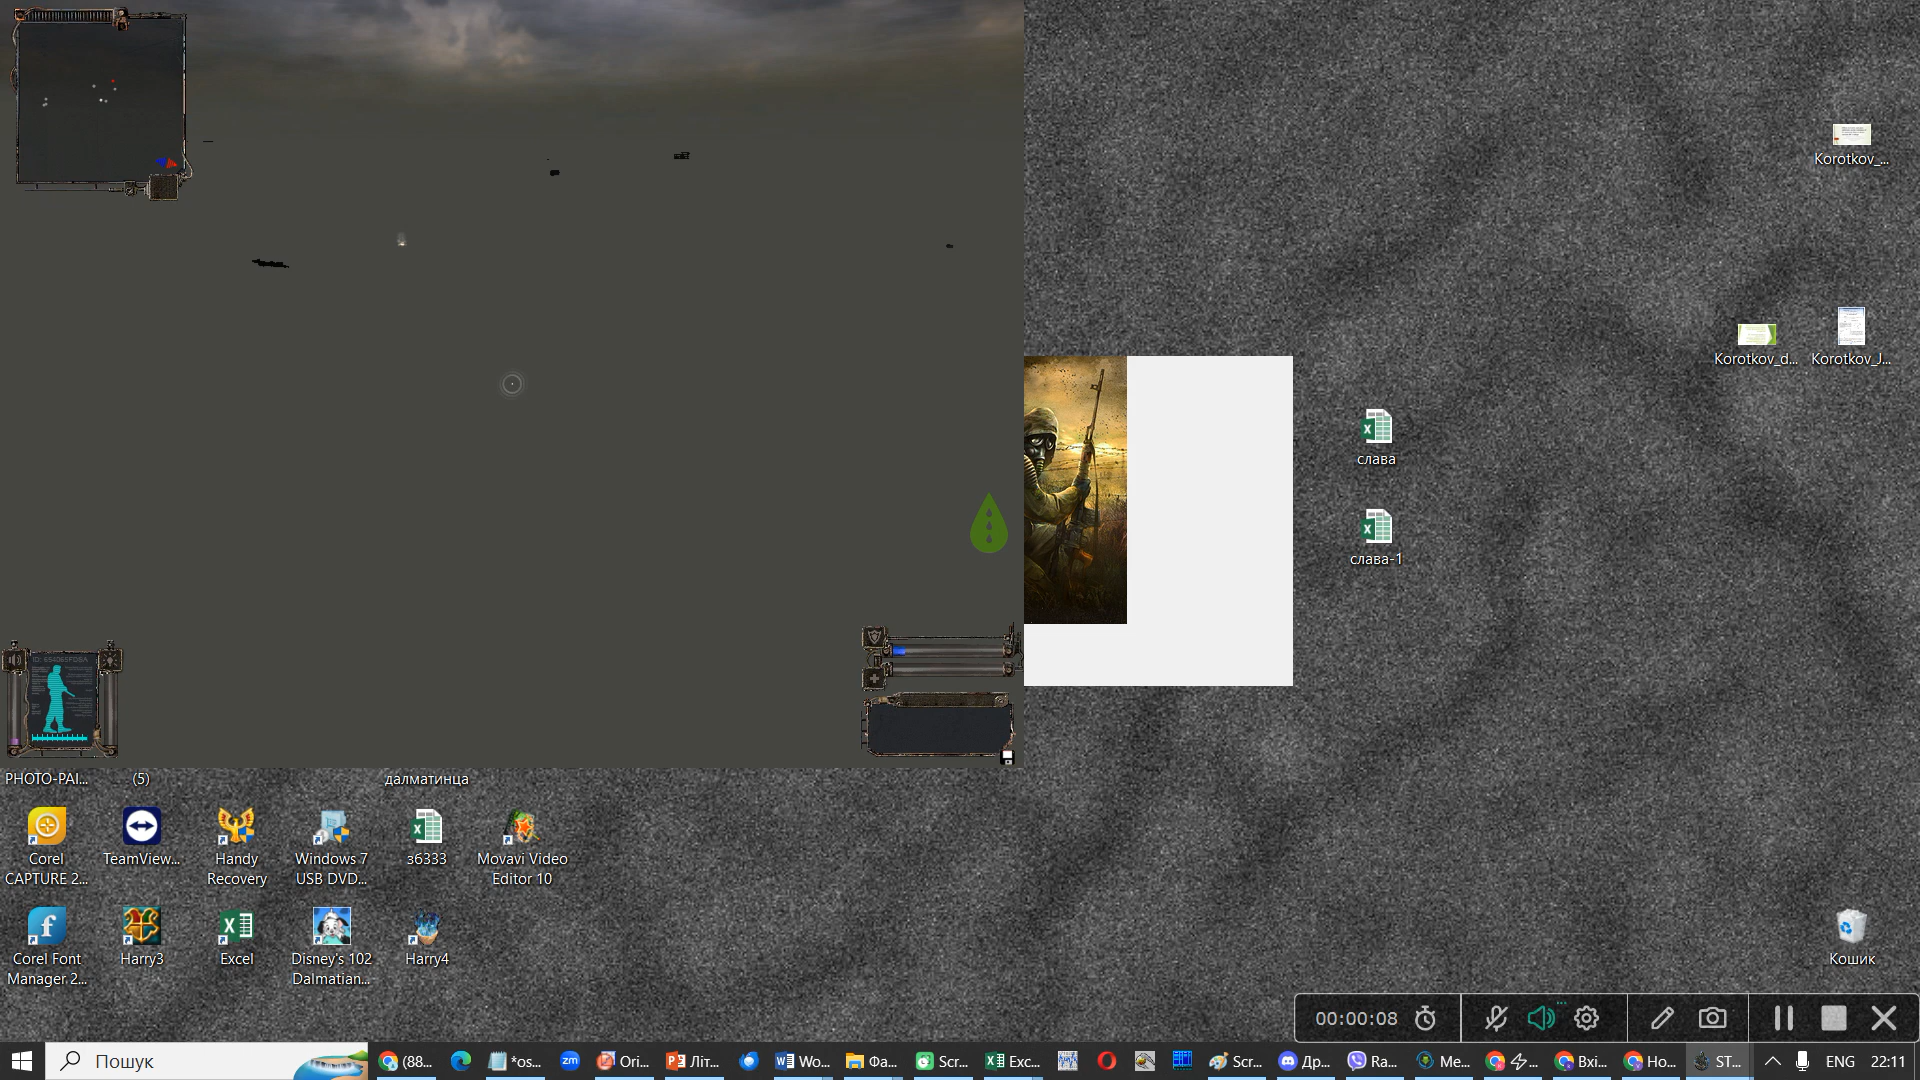 Korotkov_...
Korotkov_d...
Korotkov_J...
слава
слава-1
PHOTO-PAI...
(5)
далматинца
Corel
CAPTURE 2...
TeamView...
Handy
Recovery
Windows 7
USB DVD...
з6333
Movavi Video
Editor 10
Corel Font
Manager 2...
Harry3
Excel
Disney's 102
Dalmatian...
Harry4
Кошик
00:00:08
Пошук
(88...
*os...
zm
Ori...
Літ...
Wo...
Фа...
Scr...
Exc...
Scr...
Др...
Ra...
Me...
Вхі...
Но...
ST...
ENG
22:11